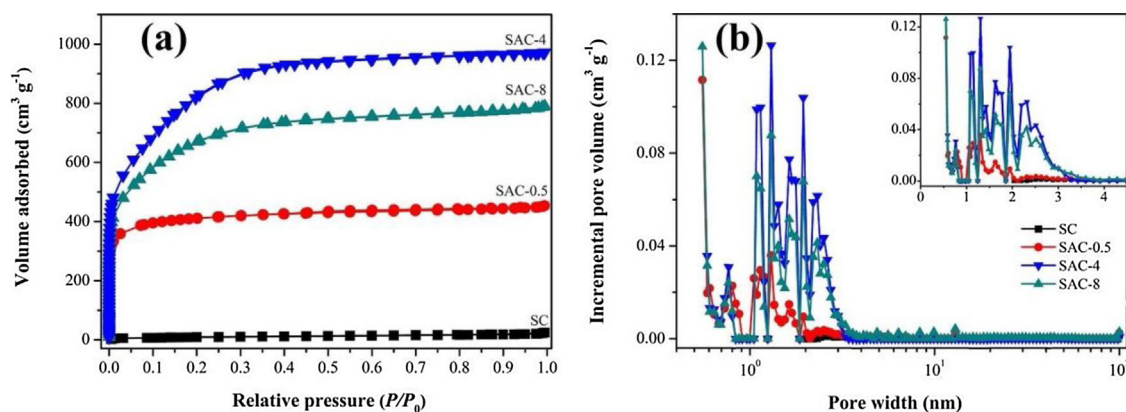 (a)
SAC-4
SAC-8
SAC-0.5
SC
1000
800
600
400
200
0
0.0 0.1 0.2 0.3 0.4 0.5 0.6 0.7 0.8 0.9 1.0
Volume adsorbed (cm³ g⁻¹)
Relative pressure (P/P₀)
(b)
0.12
0.08
0.04
0.00
10⁰ 10¹
Incremental pore volume (cm³ g⁻¹)
Pore width (nm)
0.12
0.08
0.04
0.00
0 1 2 3 4
SC
SAC-0.5
SAC-4
SAC-8